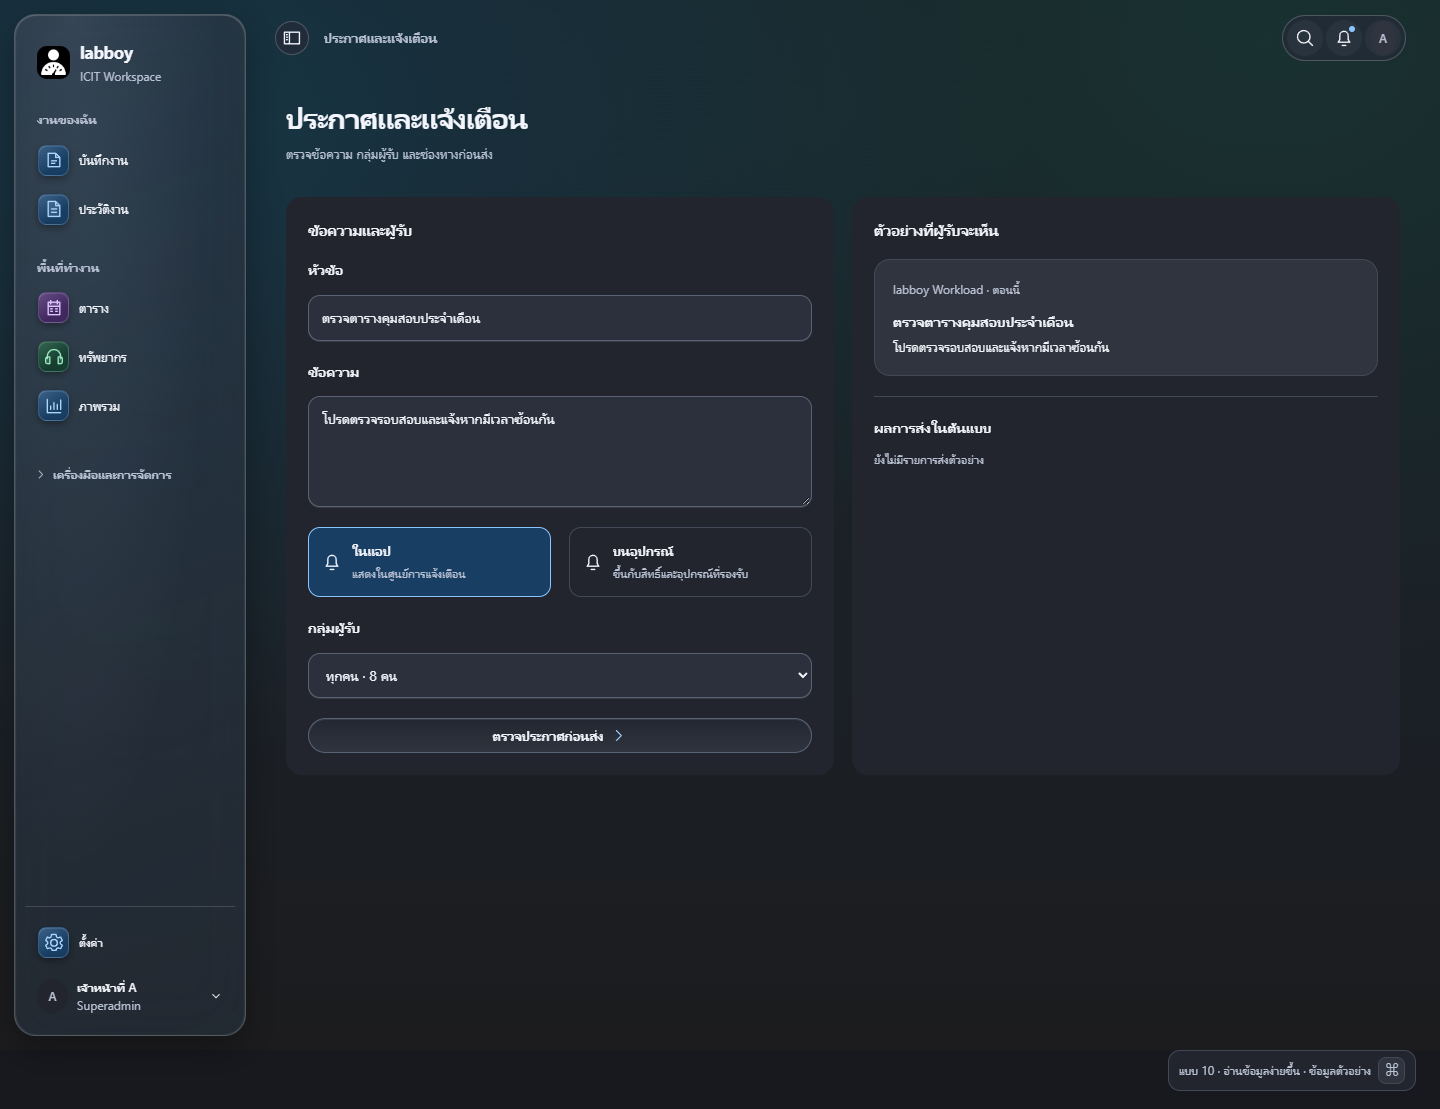 labboy
ICIT Workspace
งานของฉัน
บันทึกงาน
ประวัติงาน
พื้นที่ทำงาน
ตาราง
ทรัพยากร
ภาพรวม
เครื่องมือและการจัดการ
ตั้งค่า
A
เจ้าหน้าที่ A
Superadmin
ประกาศและแจ้งเตือน
A
ประกาศและแจ้งเตือน
ตรวจข้อความ กลุ่มผู้รับ และช่องทางก่อนส่ง
ข้อความและผู้รับ
หัวข้อ
ตรวจตารางคุมสอบประจำเดือน
ข้อความ
โปรดตรวจรอบสอบและแจ้งหากมีเวลาซ้อนกัน
ในแอป
แสดงในศูนย์การแจ้งเตือน
บนอุปกรณ์
ขึ้นกับสิทธิ์และอุปกรณ์ที่รองรับ
กลุ่มผู้รับ
ทุกคน · 8 คน
ตรวจประกาศก่อนส่ง
ตัวอย่างที่ผู้รับจะเห็น
labboy Workload · ตอนนี้
ตรวจตารางคุมสอบประจำเดือน
โปรดตรวจรอบสอบและแจ้งหากมีเวลาซ้อนกัน
ผลการส่งในต้นแบบ
ยังไม่มีรายการส่งตัวอย่าง
แบบ 10 · อ่านข้อมูลง่ายขึ้น · ข้อมูลตัวอย่าง ⌘